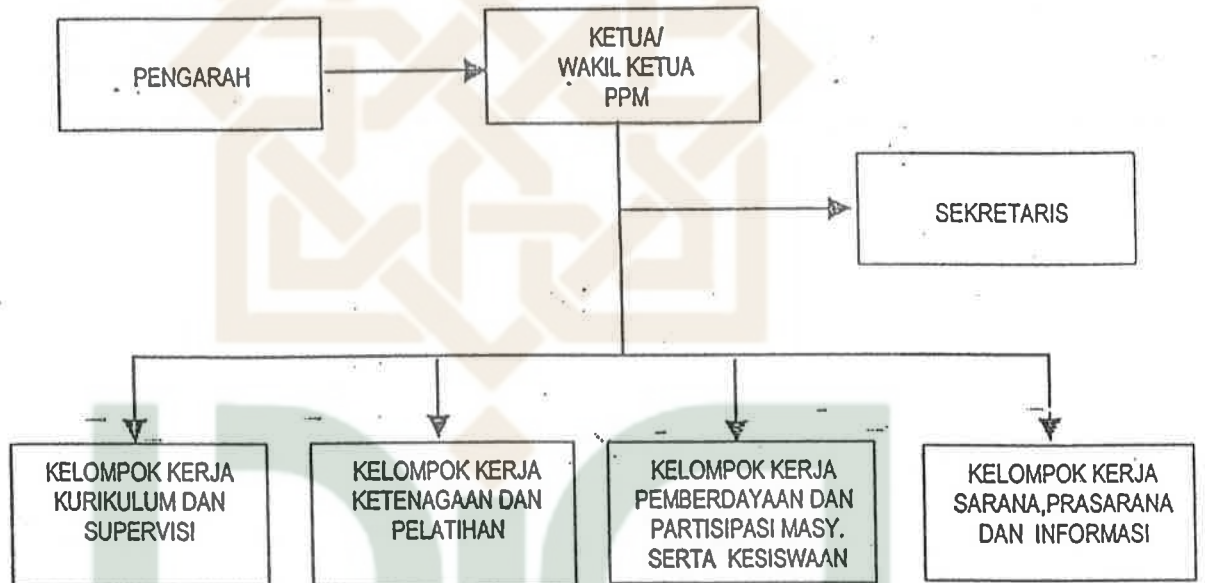 PENGARAH
KETUA/
WAKIL KETUA
PPM
SEKRETARIS
KELOMPOK KERJA
KURIKULUM DAN
SUPERVISI
KELOMPOK KERJA
KETENAGAAN DAN
PELATIHAN
KELOMPOK KERJA
PEMBERDAYAAN DAN
PARTISIPASI MASY.
SERTA KESISWAAN
KELOMPOK KERJA
SARANA,PRASARANA
DAN INFORMASI